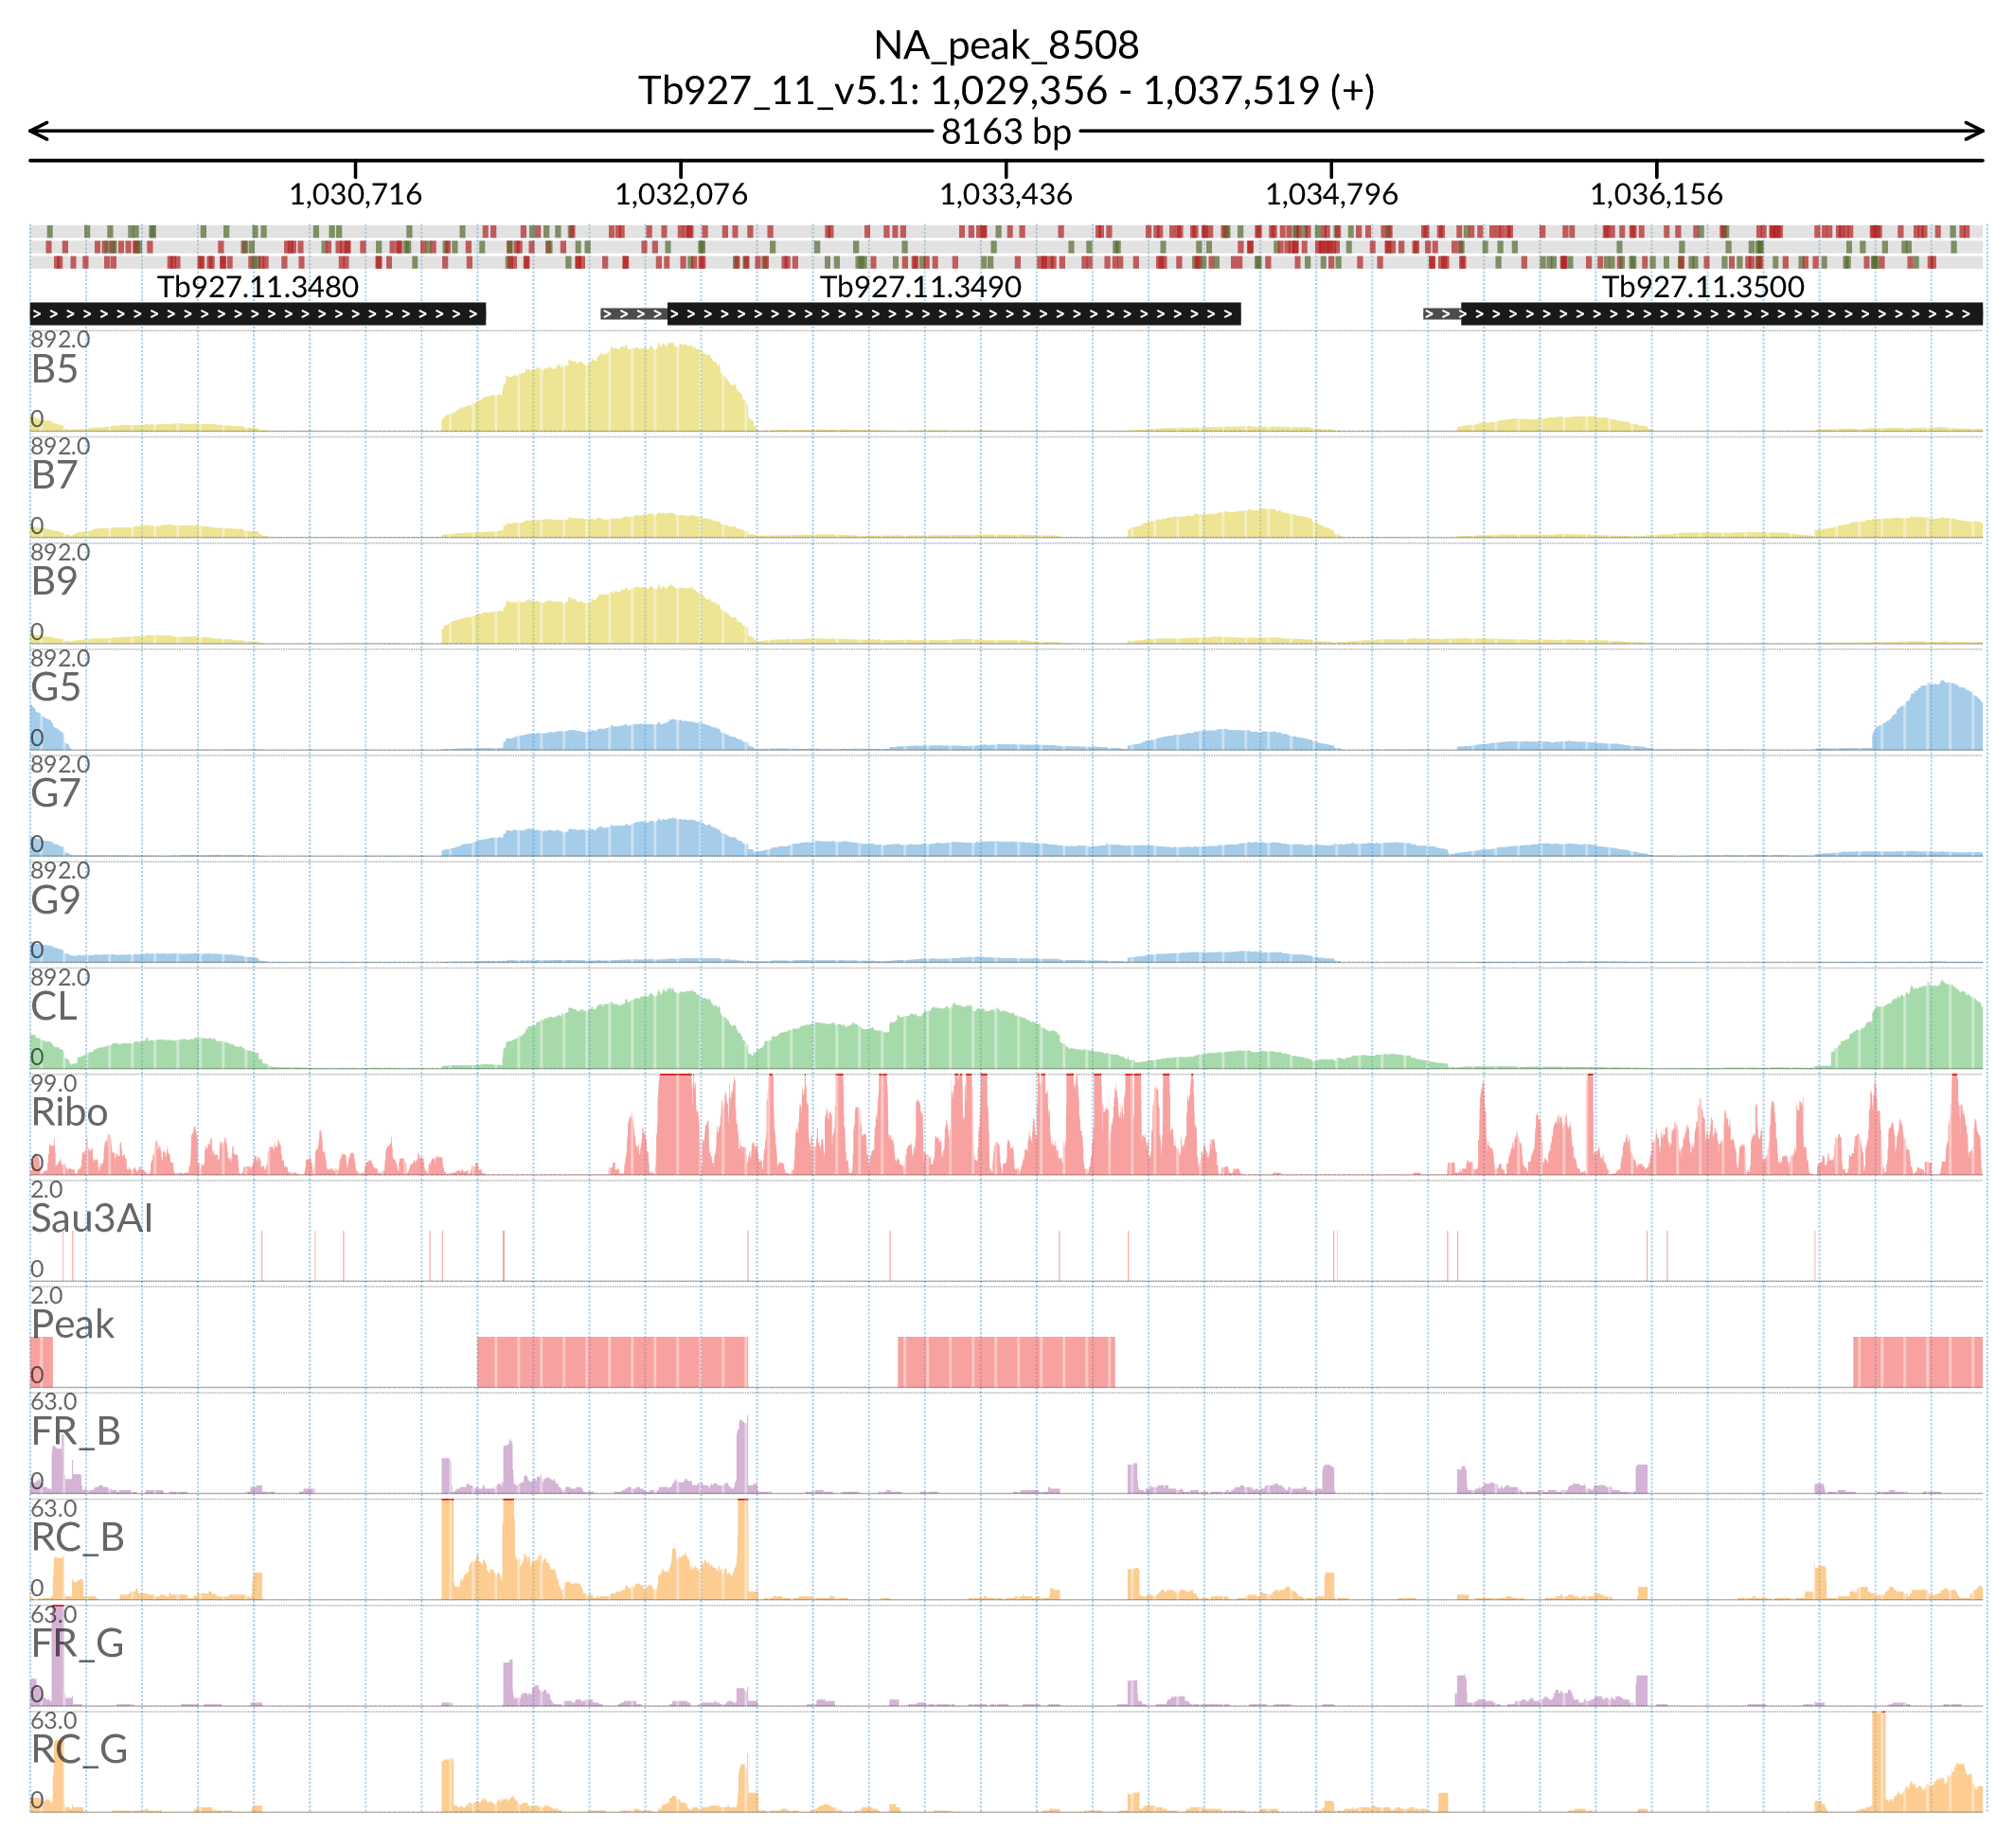 NA_peak_8508
Tb927_11_v5.1: 1,029,356 - 1,037,519 (+)
8163 bp
1,030,716 1,032,076 1,033,436 1,034,796 1,036,156
Tb927.11.3480 Tb927.11.3490 Tb927.11.3500
892.0
B5
0
892.0
B7
0
892.0
B9
0
892.0
G5
0
892.0
G7
0
892.0
G9
0
892.0
CL
0
99.0
Ribo
0
2.0
Sau3AI
0
2.0
Peak
0
63.0
FR_B
0
63.0
RC_B
0
63.0
FR_G
0
63.0
RC_G
0